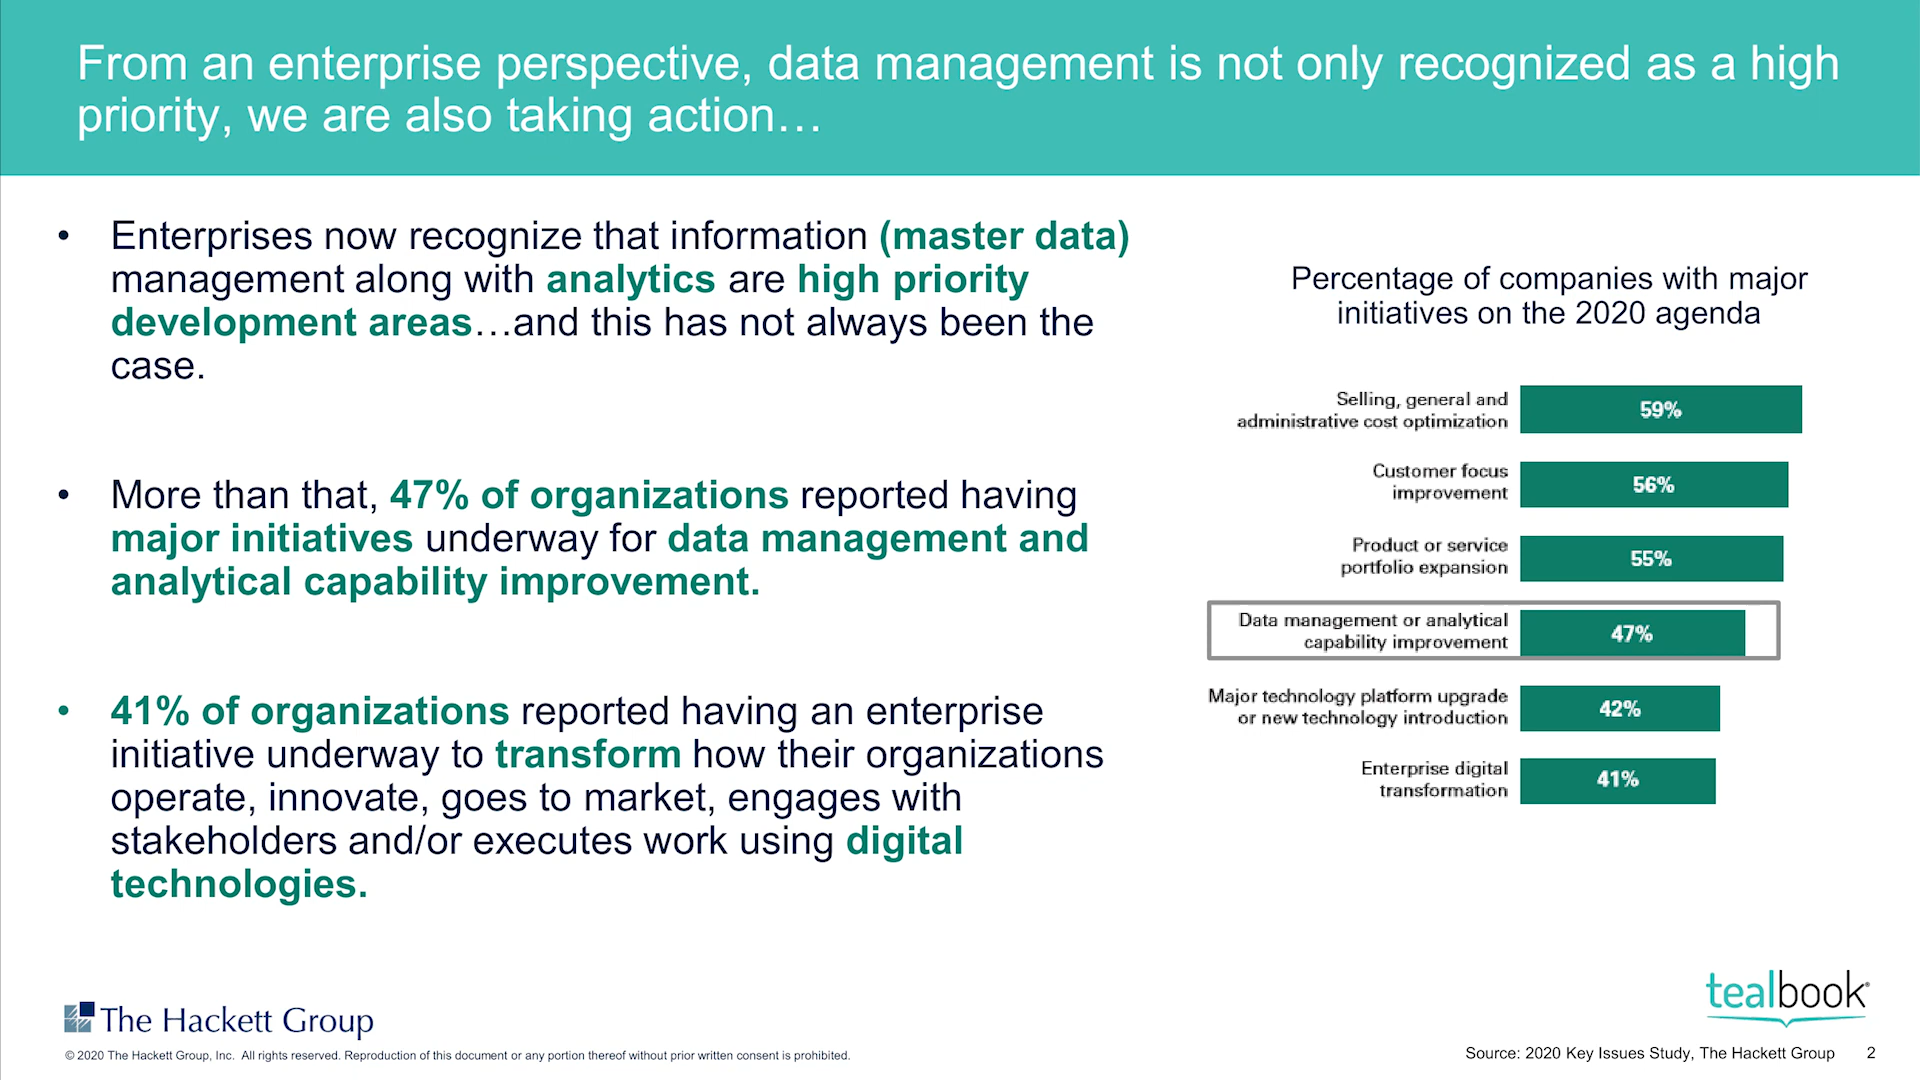 From an enterprise perspective, data management is not only recognized as a high
priority, we are also taking action…
• Enterprises now recognize that information (master data)
management along with analytics are high priority
development areas…and this has not always been the
case.
• More than that, 47% of organizations reported having
major initiatives underway for data management and
analytical capability improvement.
• 41% of organizations reported having an enterprise
initiative underway to transform how their organizations
operate, innovate, goes to market, engages with
stakeholders and/or executes work using digital
technologies.
Percentage of companies with major
initiatives on the 2020 agenda
Selling, general and
administrative cost optimization
59%
Customer focus
improvement
56%
Product or service
portfolio expansion
55%
Data management or analytical
capability improvement
47%
Major technology platform upgrade
or new technology introduction
42%
Enterprise digital
transformation
41%
The Hackett Group
© 2020 The Hackett Group, Inc. All rights reserved. Reproduction of this document or any portion thereof without prior written consent is prohibited.
tealbook
Source: 2020 Key Issues Study, The Hackett Group
2